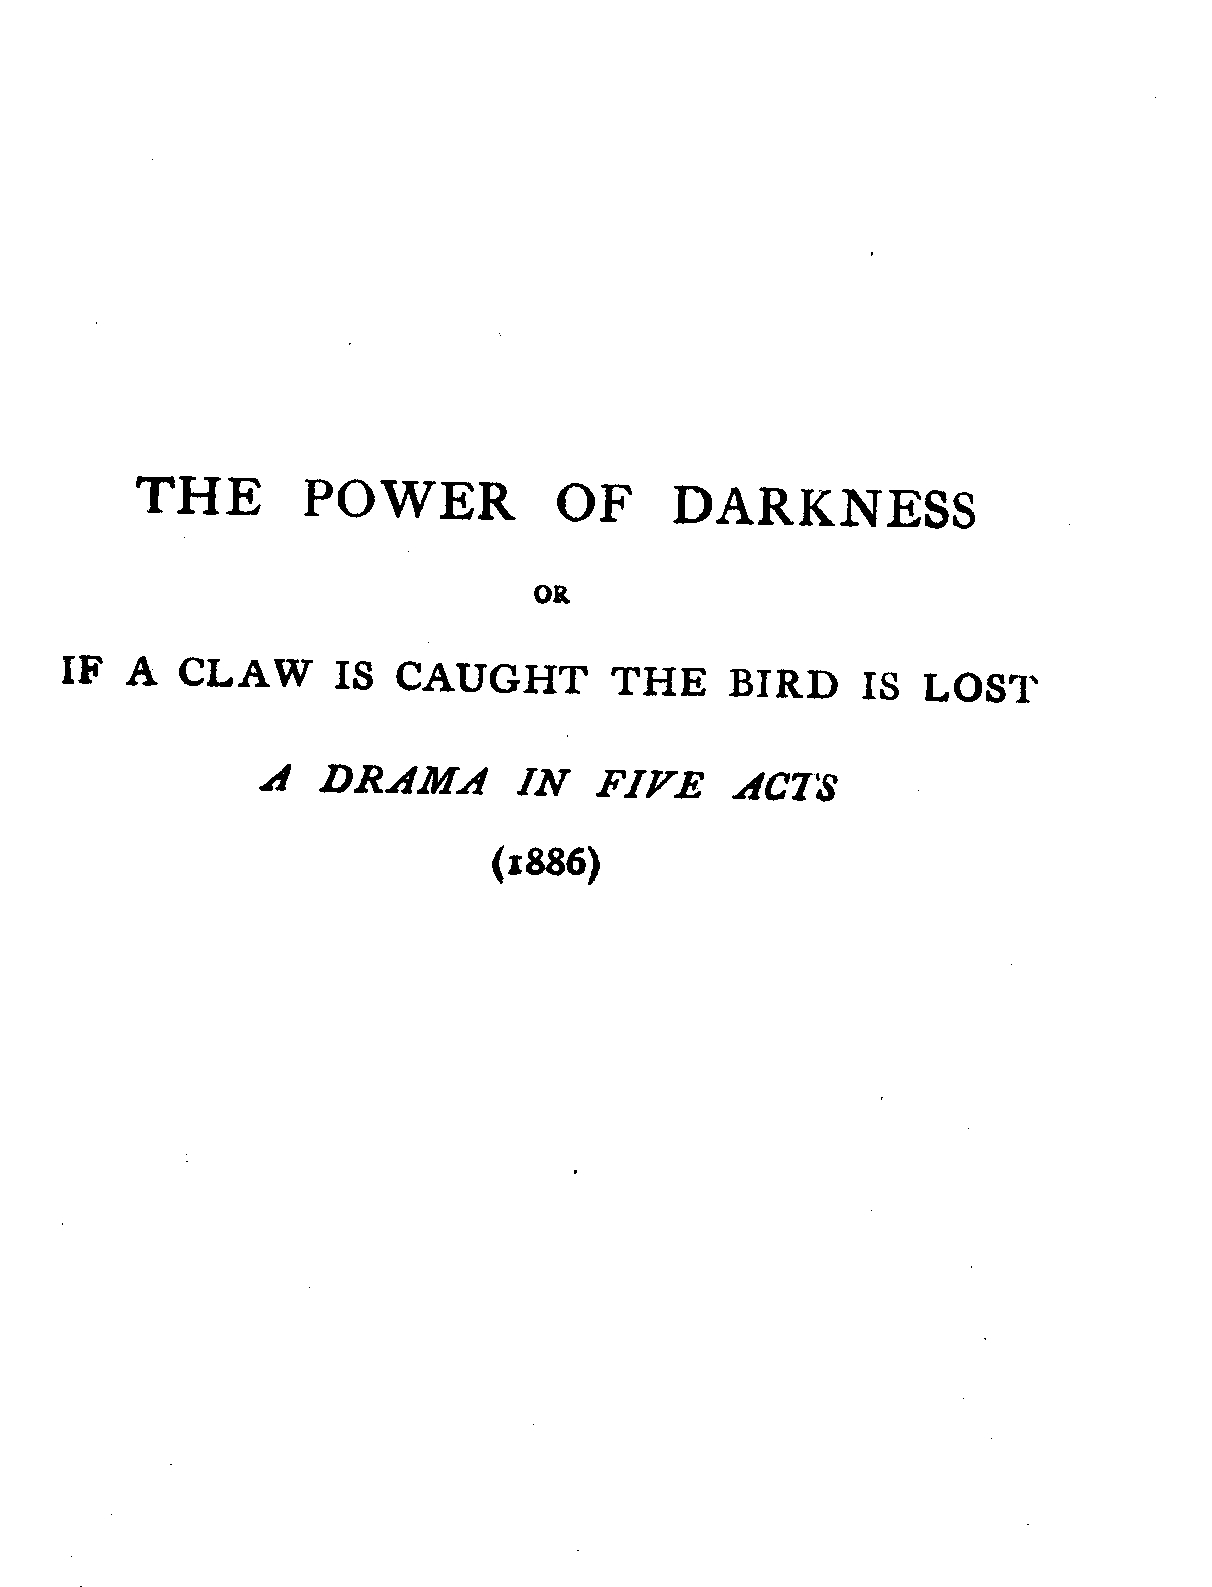 THE POWER OF DARKNESS
OR
IF A CLAW IS CAUGHT THE BIRD IS LOST
A DRAMA IN FIVE ACTS
(1886)